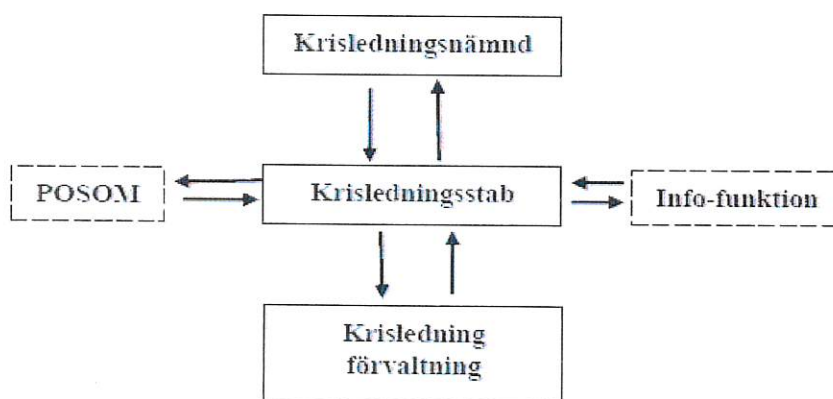 Krisledningsnämnd
POSOM
Krisledningsstab
Info-funktion
Krisledning
förvaltning